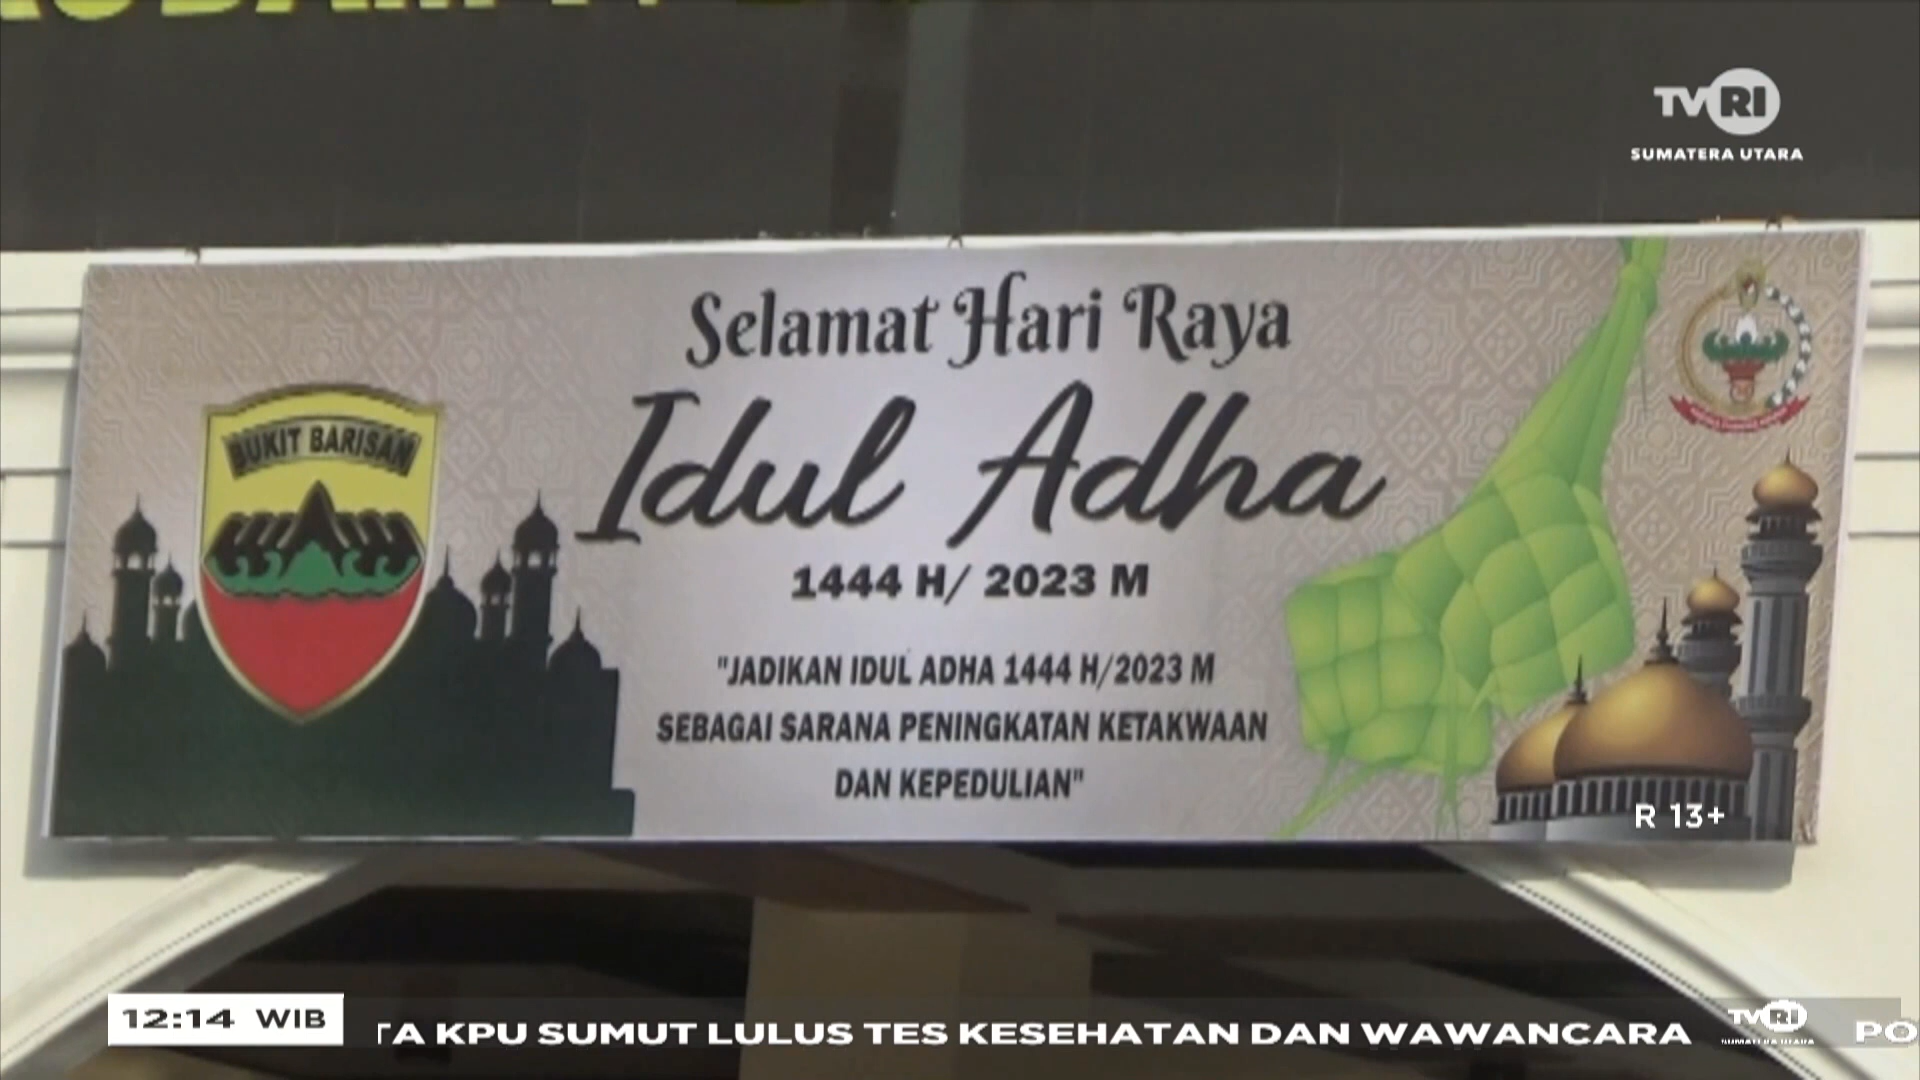 TVRI
SUMATERA UTARA
Selamat Hari Raya
Idul Adha
1444 H/ 2023 M
"JADIKAN IDUL ADHA 1444 H/2023 M
SEBAGAI SARANA PENINGKATAN KETAKWAAN
DAN KEPEDULIAN"
BUKIT BARISAN
R 13+
12:14 WIB
TA KPU SUMUT LULUS TES KESEHATAN DAN WAWANCARA
TVRI
SUMATERA UTARA
PO